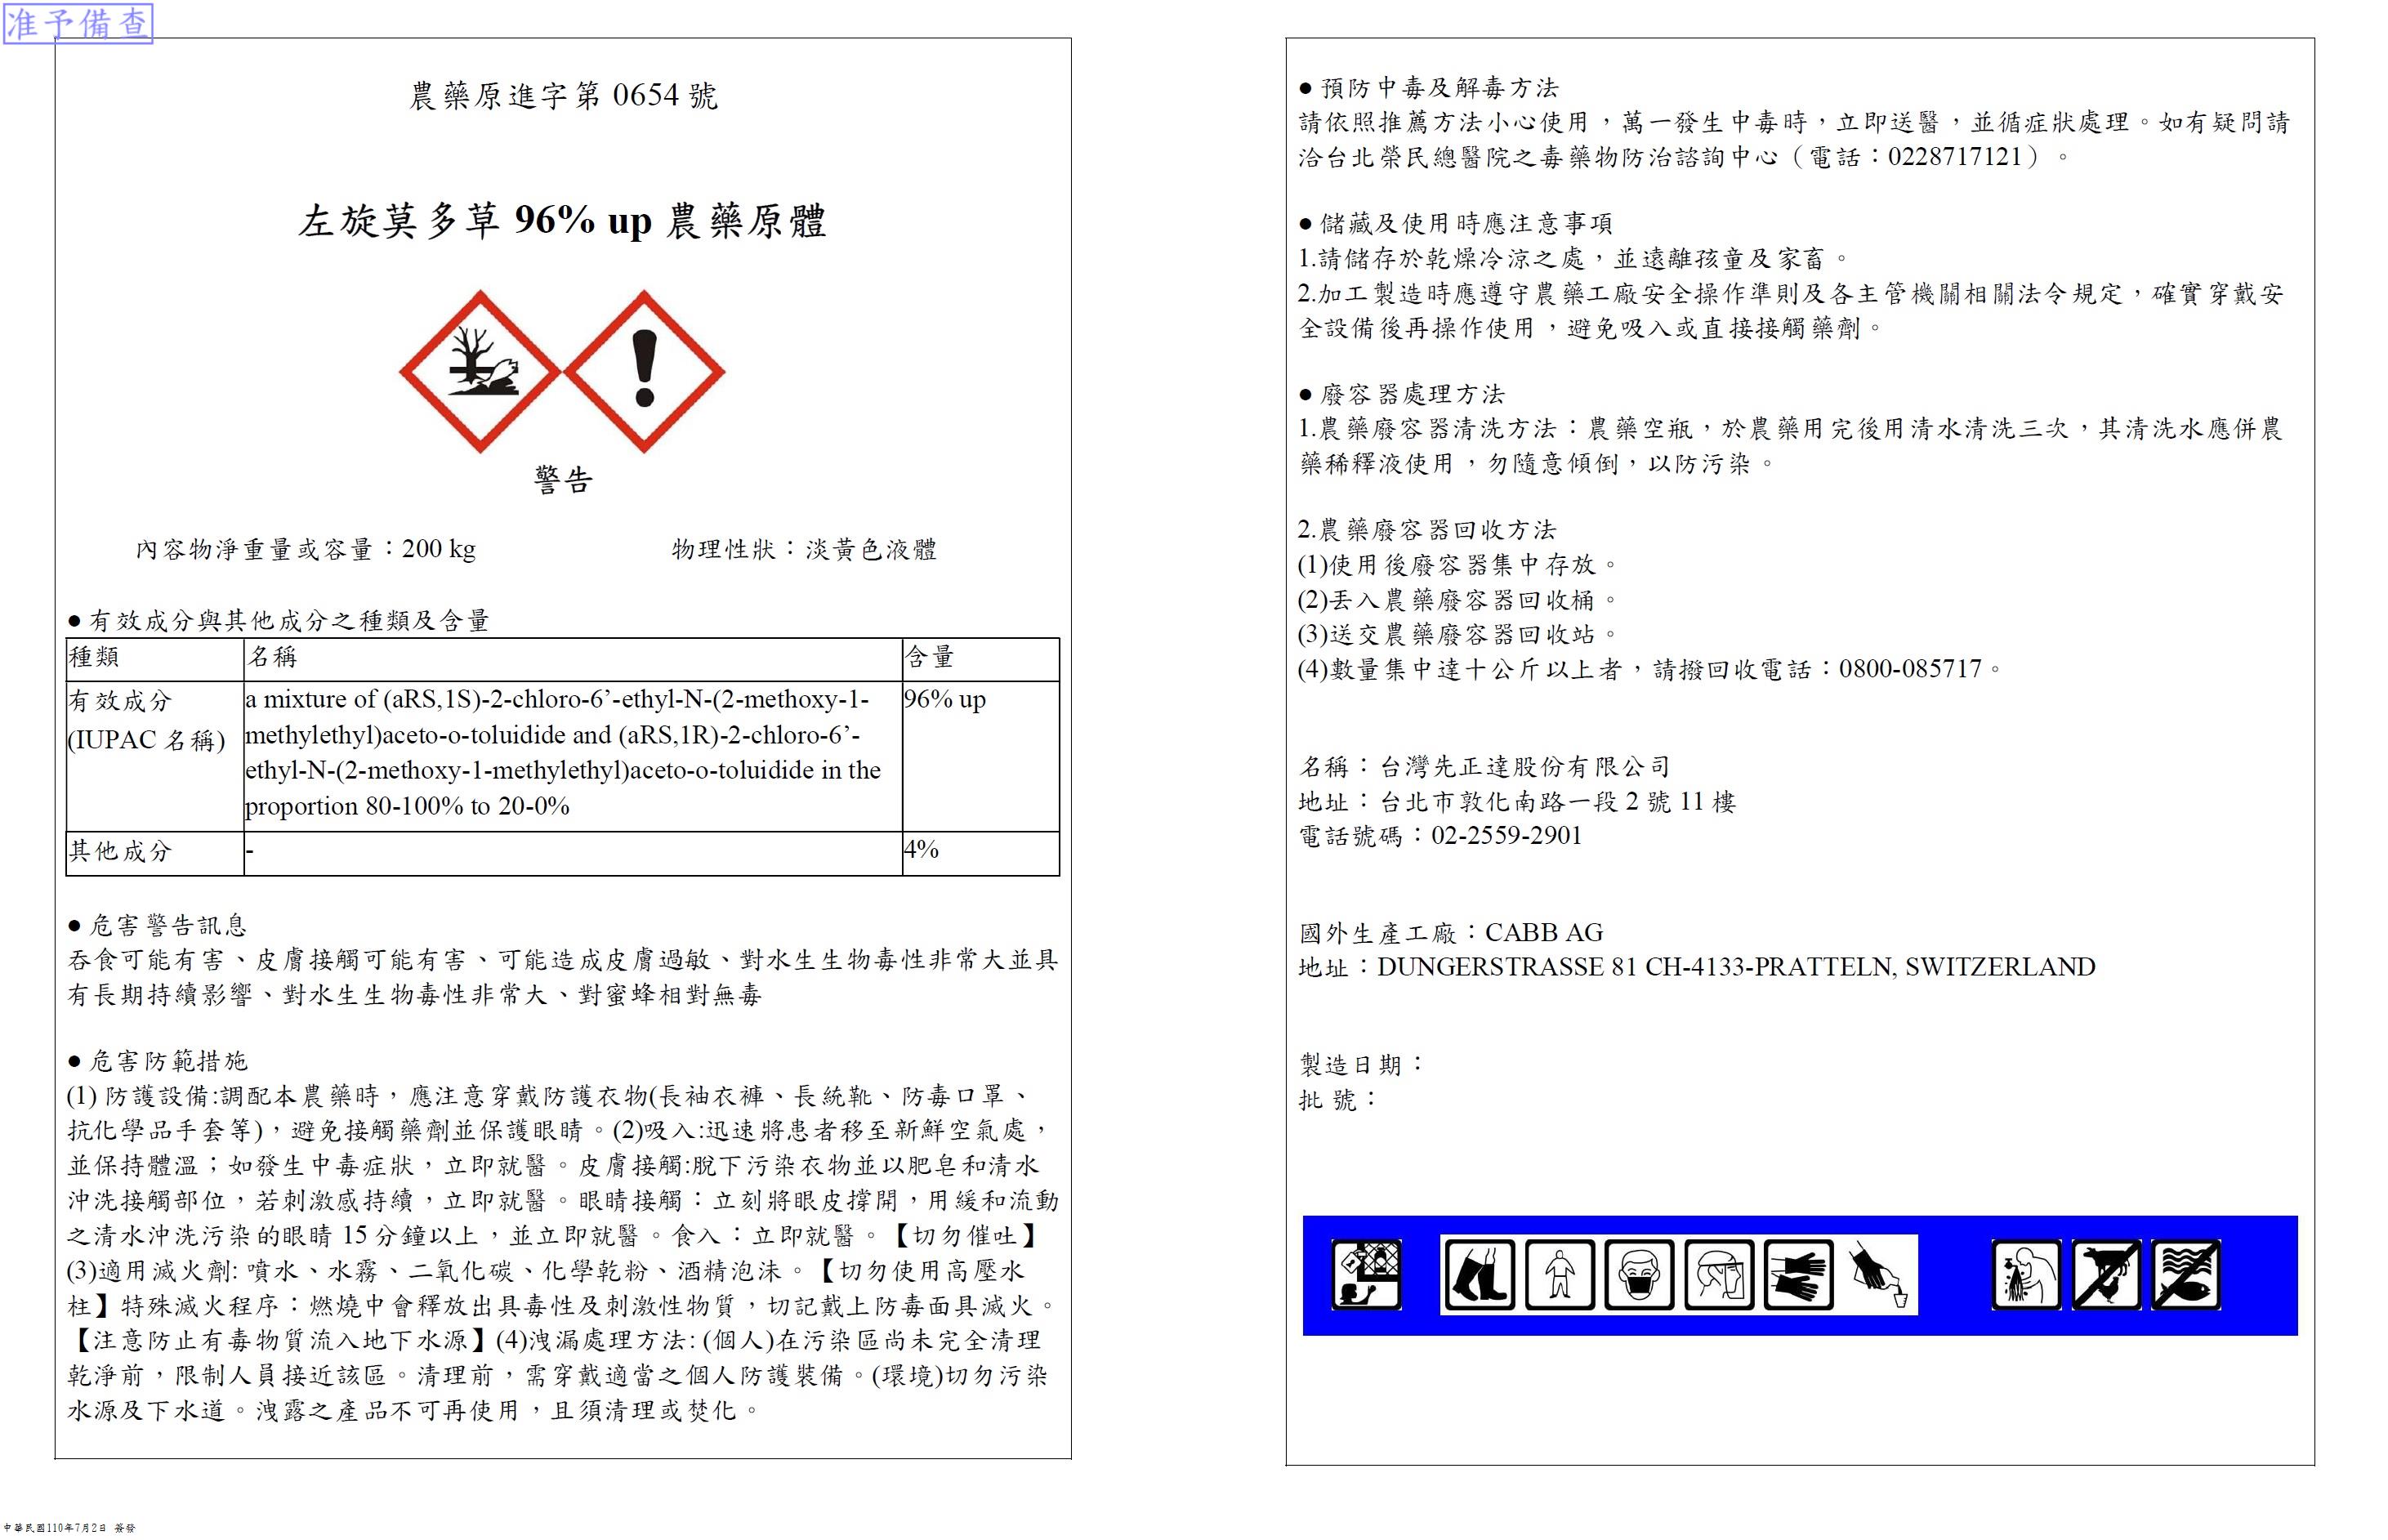 准予備查
農藥原進字第 0654 號
左旋莫多草 96% up 農藥原體
警告
內容物淨重量或容量：200 kg 物理性狀：淡黃色液體
● 有效成分與其他成分之種類及含量
種類 名稱 含量
有效成分 a mixture of (aRS,1S)-2-chloro-6’-ethyl-N-(2-methoxy-1- 96% up
(IUPAC 名稱) methylethyl)aceto-o-toluidide and (aRS,1R)-2-chloro-6’-
ethyl-N-(2-methoxy-1-methylethyl)aceto-o-toluidide in the
proportion 80-100% to 20-0%
其他成分 - 4%
● 危害警告訊息
吞食可能有害、皮膚接觸可能有害、可能造成皮膚過敏、對水生生物毒性非常大並具
有長期持續影響、對水生生物毒性非常大、對蜜蜂相對無毒
● 危害防範措施
(1) 防護設備:調配本農藥時，應注意穿戴防護衣物(長袖衣褲、長統靴、防毒口罩、
抗化學品手套等)，避免接觸藥劑並保護眼睛。(2)吸入:迅速將患者移至新鮮空氣處，
並保持體溫；如發生中毒症狀，立即就醫。皮膚接觸:脫下污染衣物並以肥皂和清水
沖洗接觸部位，若刺激感持續，立即就醫。眼睛接觸：立刻將眼皮撐開，用緩和流動
之清水沖洗污染的眼睛 15 分鐘以上，並立即就醫。食入：立即就醫。【切勿催吐】
(3)適用滅火劑: 噴水、水霧、二氧化碳、化學乾粉、酒精泡沫。【切勿使用高壓水
柱】特殊滅火程序：燃燒中會釋放出具毒性及刺激性物質，切記戴上防毒面具滅火。
【注意防止有毒物質流入地下水源】(4)洩漏處理方法: (個人)在污染區尚未完全清理
乾淨前，限制人員接近該區。清理前，需穿戴適當之個人防護裝備。(環境)切勿污染
水源及下水道。洩露之產品不可再使用，且須清理或焚化。
● 預防中毒及解毒方法
請依照推薦方法小心使用，萬一發生中毒時，立即送醫，並循症狀處理。如有疑問請
洽台北榮民總醫院之毒藥物防治諮詢中心（電話：0228717121）。
● 儲藏及使用時應注意事項
1.請儲存於乾燥冷涼之處，並遠離孩童及家畜。
2.加工製造時應遵守農藥工廠安全操作準則及各主管機關相關法令規定，確實穿戴安
全設備後再操作使用，避免吸入或直接接觸藥劑。
● 廢容器處理方法
1.農藥廢容器清洗方法：農藥空瓶，於農藥用完後用清水清洗三次，其清洗水應併農
藥稀釋液使用，勿隨意傾倒，以防污染。
2.農藥廢容器回收方法
(1)使用後廢容器集中存放。
(2)丟入農藥廢容器回收桶。
(3)送交農藥廢容器回收站。
(4)數量集中達十公斤以上者，請撥回收電話：0800-085717。
名稱：台灣先正達股份有限公司
地址：台北市敦化南路一段 2 號 11 樓
電話號碼：02-2559-2901
國外生產工廠：CABB AG
地址：DUNGERSTRASSE 81 CH-4133-PRATTELN, SWITZERLAND
製造日期：
批 號：
中華民國110年7月2日 簽發